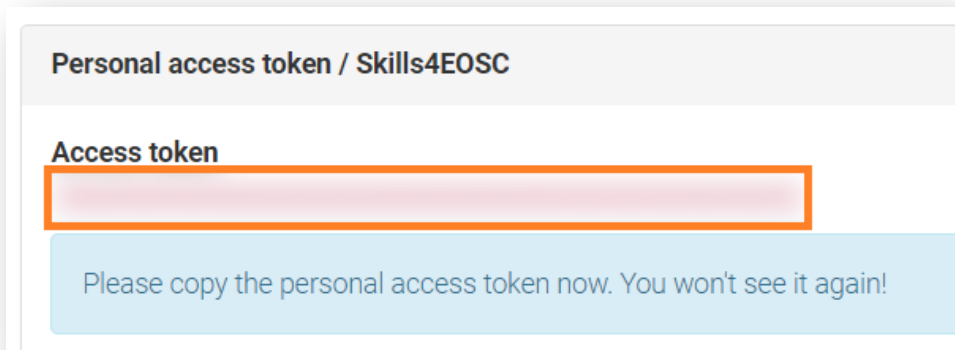 Personal access token / Skills4EOSC
Access token
Please copy the personal access token now. You won't see it again!